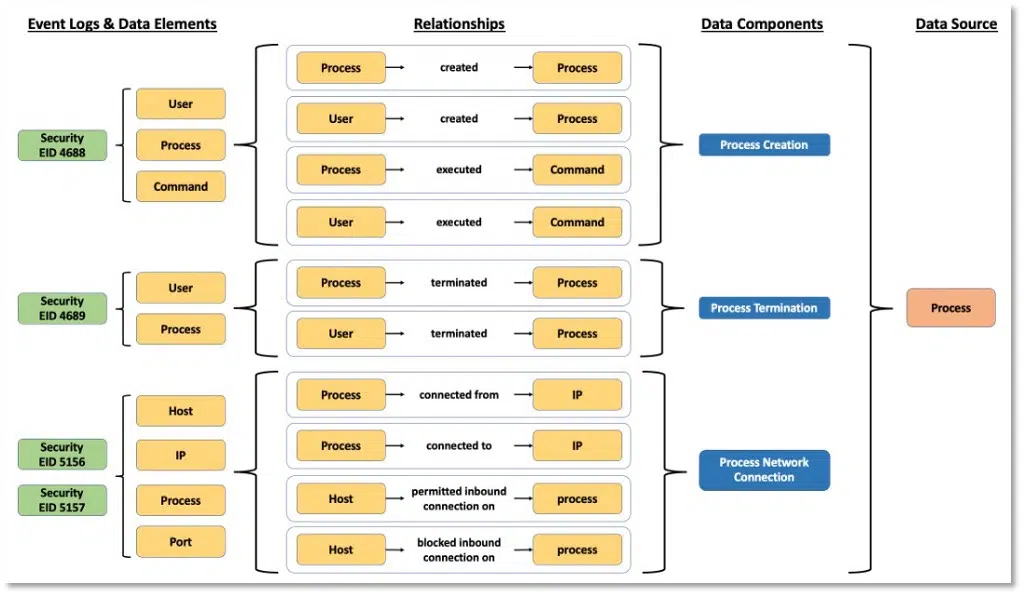 Event Logs & Data Elements
Relationships
Data Components
Data Source
Security
EID 4688
User
Process
Command
Process created Process
User created Process
Process executed Command
User executed Command
Process Creation
Security
EID 4689
User
Process
Process terminated Process
User terminated Process
Process Termination
Process
Security
EID 5156
Security
EID 5157
Host
IP
Process
Port
Process connected from IP
Process connected to IP
Host permitted inbound
connection on process
Host blocked inbound
connection on process
Process Network
Connection